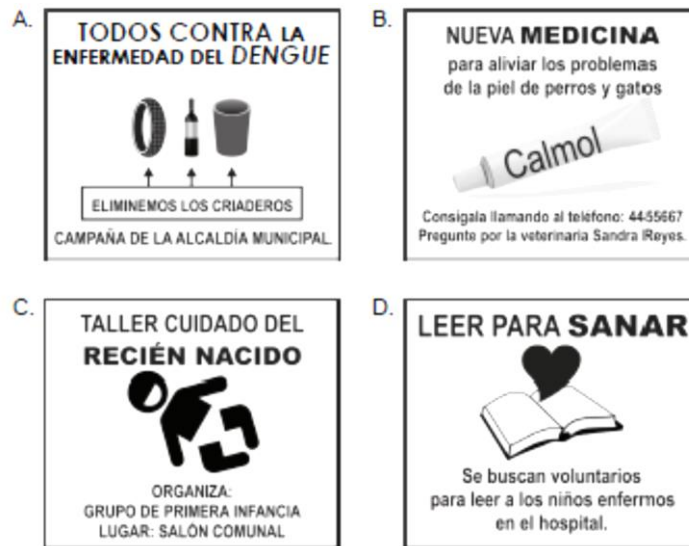 A.
TODOS CONTRA LA
ENFERMEDAD DEL DENGUE
ELIMINEMOS LOS CRIADEROS
CAMPAÑA DE LA ALCALDÍA MUNICIPAL.
B.
NUEVA MEDICINA
para aliviar los problemas
de la piel de perros y gatos
Calmol
Consigala llamando al teléfono: 44-55667
Pregunte por la veterinaria Sandra Reyes.
C.
TALLER CUIDADO DEL
RECIÉN NACIDO
ORGANIZA:
GRUPO DE PRIMERA INFANCIA
LUGAR: SALÓN COMUNAL
D.
LEER PARA SANAR
Se buscan voluntarios
para leer a los niños enfermos
en el hospital.